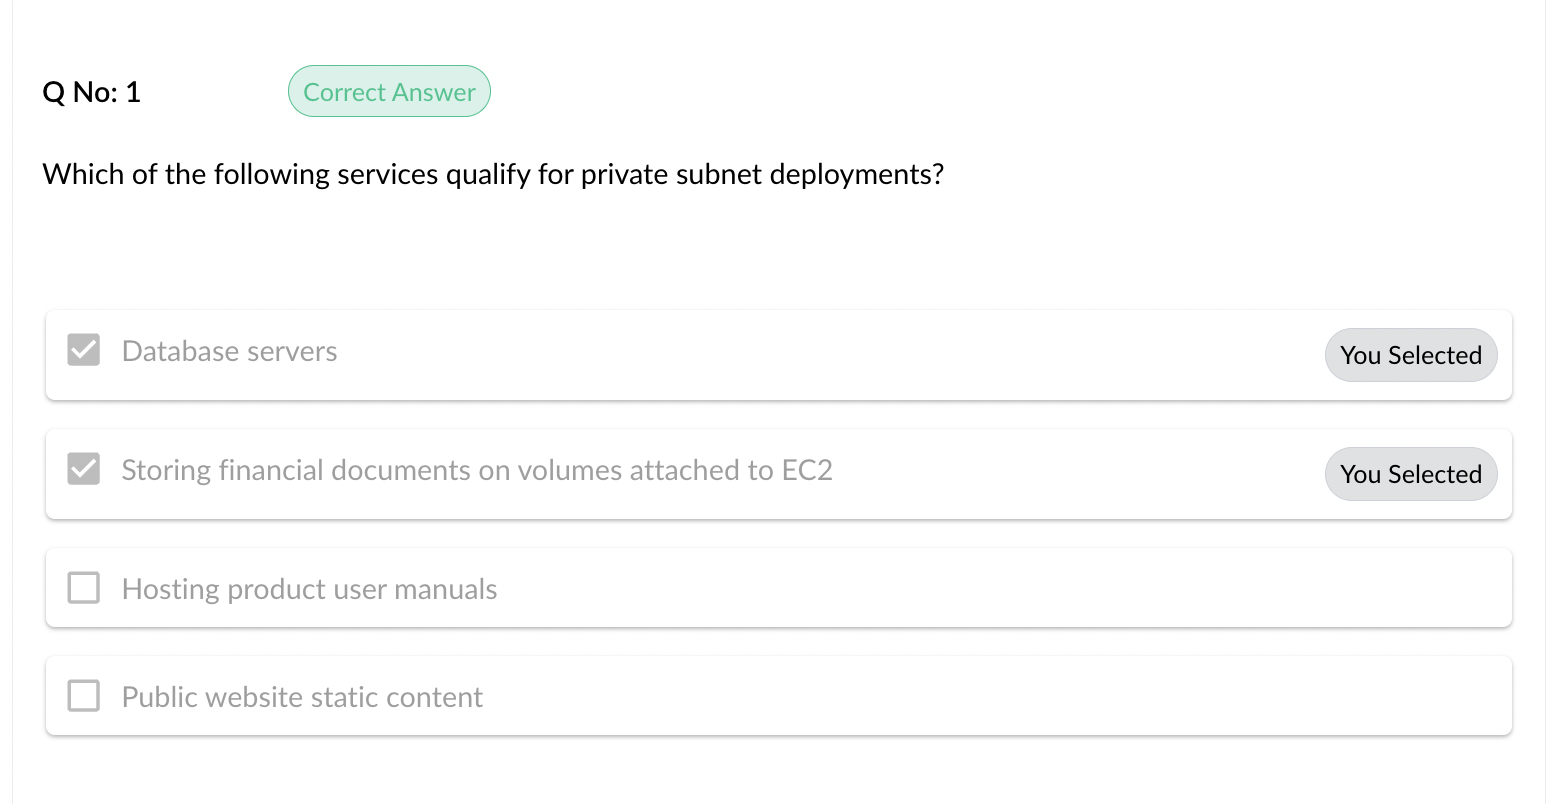 Q No: 1
Correct Answer
Which of the following services qualify for private subnet deployments?
Database servers
You Selected
Storing financial documents on volumes attached to EC2
You Selected
Hosting product user manuals
Public website static content